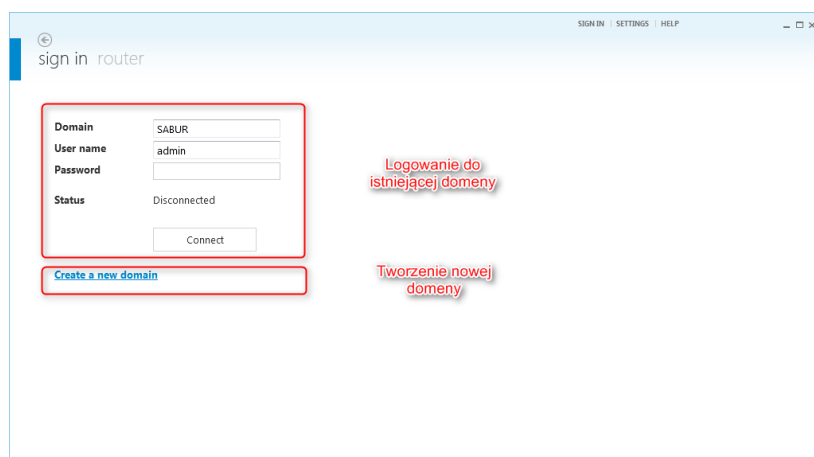 SIGN IN | SETTINGS | HELP
sign in router
Domain SABUR
User name admin
Password
Status Disconnected
Connect
Create a new domain
Logowanie do
istniejącej domeny
Tworzenie nowej
domeny